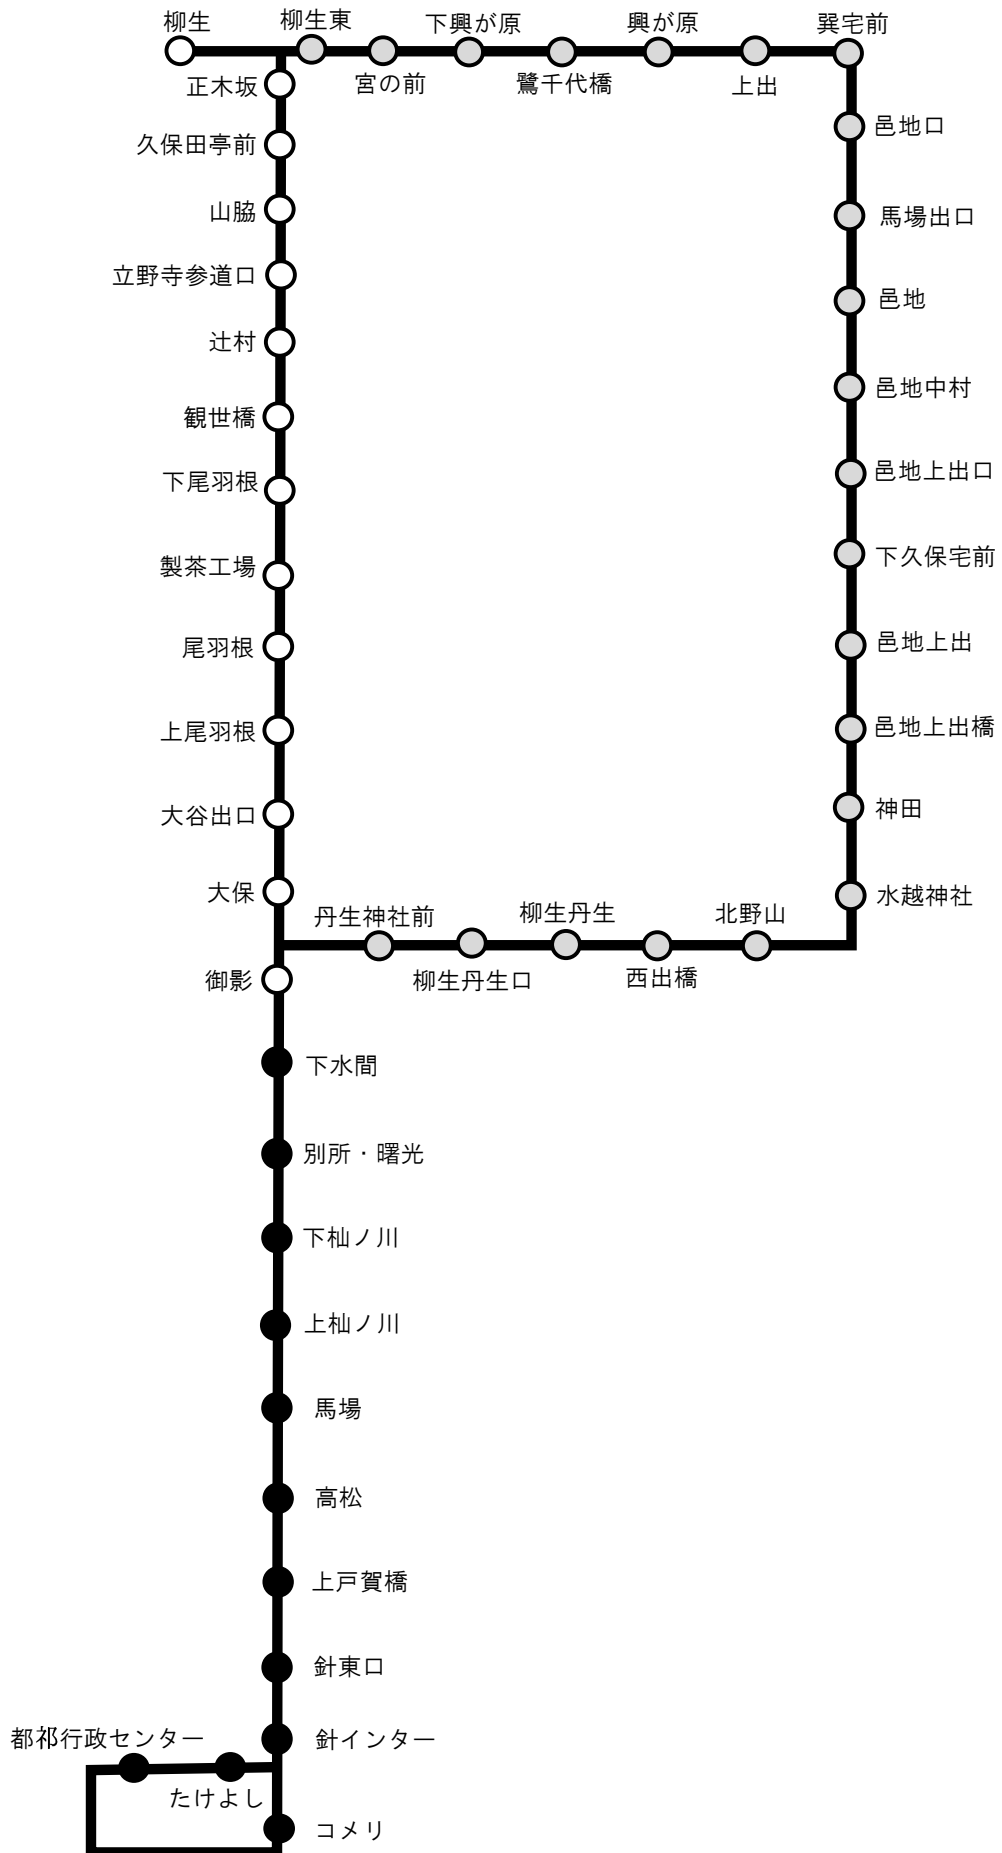 柳生
柳生東
下興が原
興が原
巽宅前
正木坂
宮の前
鷺千代橋
上出
久保田亭前
邑地口
山脇
馬場出口
立野寺参道口
邑地
辻村
邑地中村
観世橋
下尾羽根
邑地上出口
製茶工場
下久保宅前
尾羽根
邑地上出
上尾羽根
邑地上出橋
大谷出口
神田
大保
水越神社
丹生神社前
柳生丹生
北野山
御影
柳生丹生口
西出橋
下水間
別所・曙光
下杣ノ川
上杣ノ川
馬場
高松
上戸賀橋
針東口
都祁行政センター
針インター
たけよし
コメリ